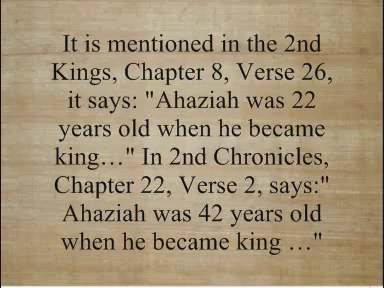 It is mentioned in the 2nd
Kings, Chapter 8, Verse 26,
it says: "Ahaziah was 22
years old when he became
king…" In 2nd Chronicles,
Chapter 22, Verse 2, says:"
Ahaziah was 42 years old
when he became king …"